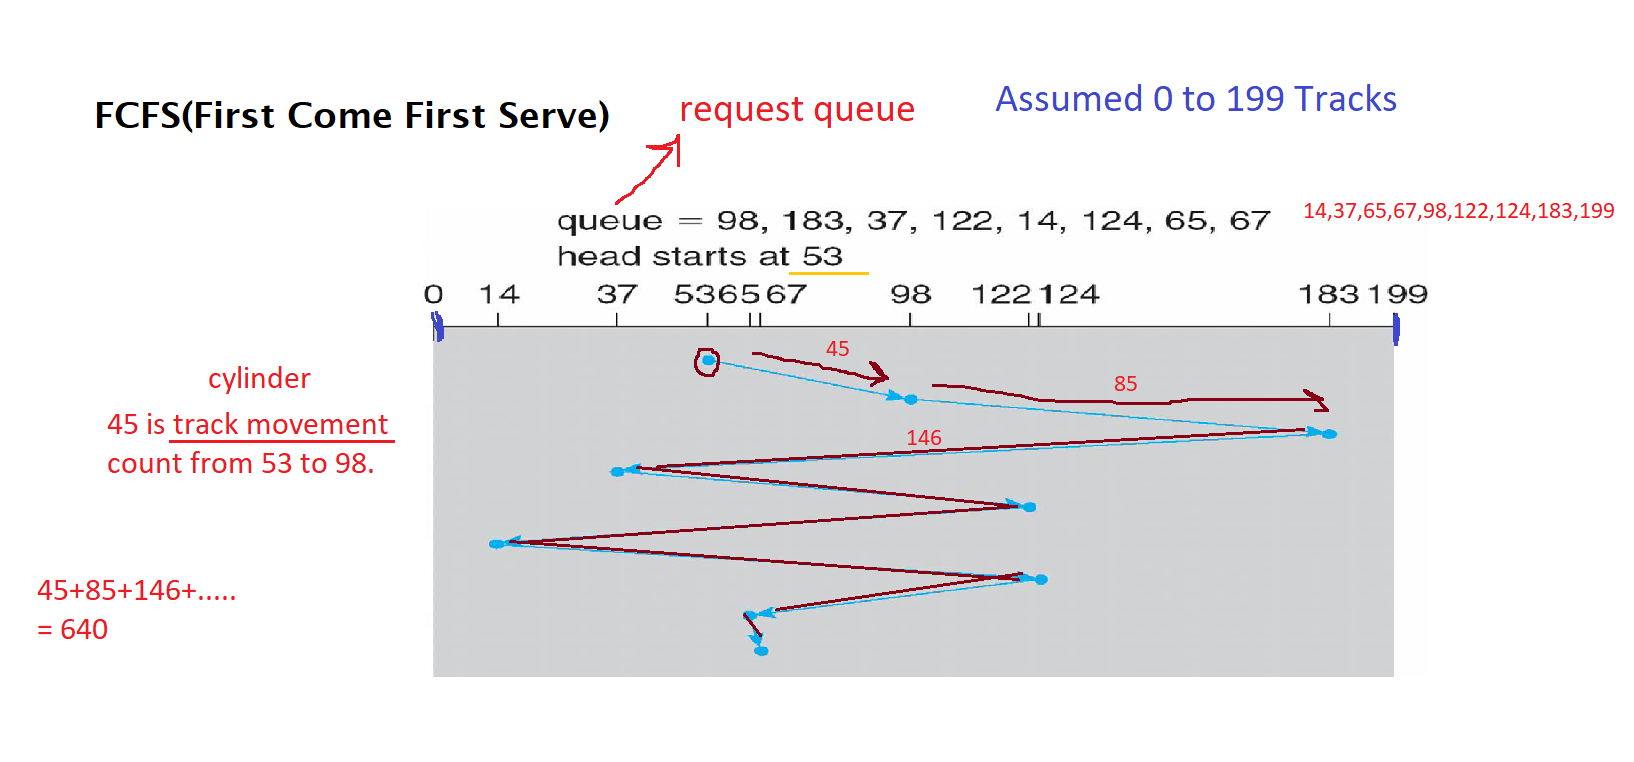 FCFS(First Come First Serve)
request queue
Assumed 0 to 199 Tracks
queue = 98, 183, 37, 122, 14, 124, 65, 67
14,37,65,67,98,122,124,183,199
head starts at 53
0 14 37 53 65 67 98 122 124 183 199
45
85
cylinder
45 is track movement
count from 53 to 98.
146
45+85+146+.....
= 640